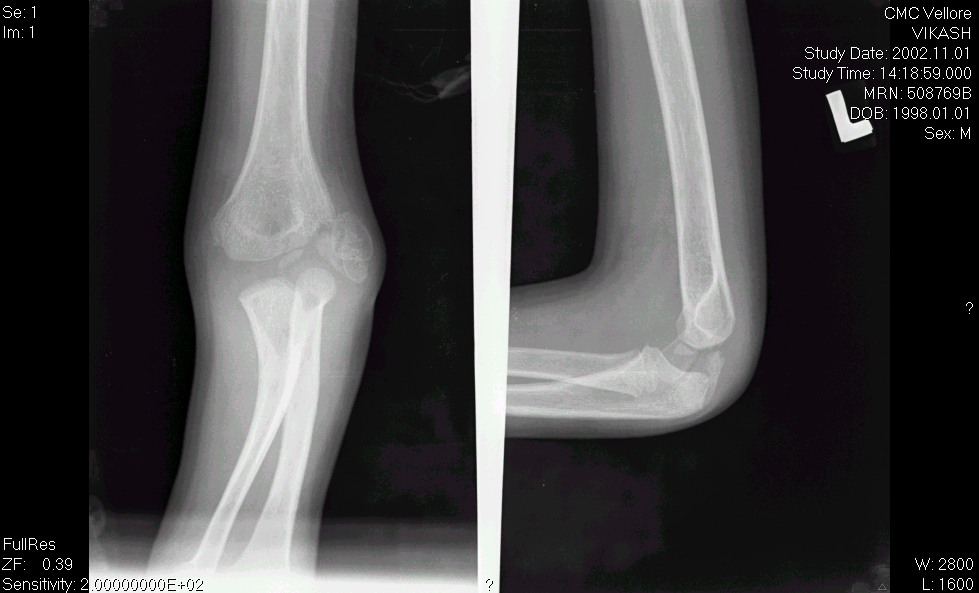 Se: 1
Im: 1
CMC Vellore
VIKASH
Study Date: 2002.11.01
Study Time: 14:18:59.000
MRN: 508769B
DOB: 1998.01.01
Sex: M
L
?
FullRes
ZF: 0.39
Sensitivity: 2.00000000E+02
?
W: 2800
L: 1600